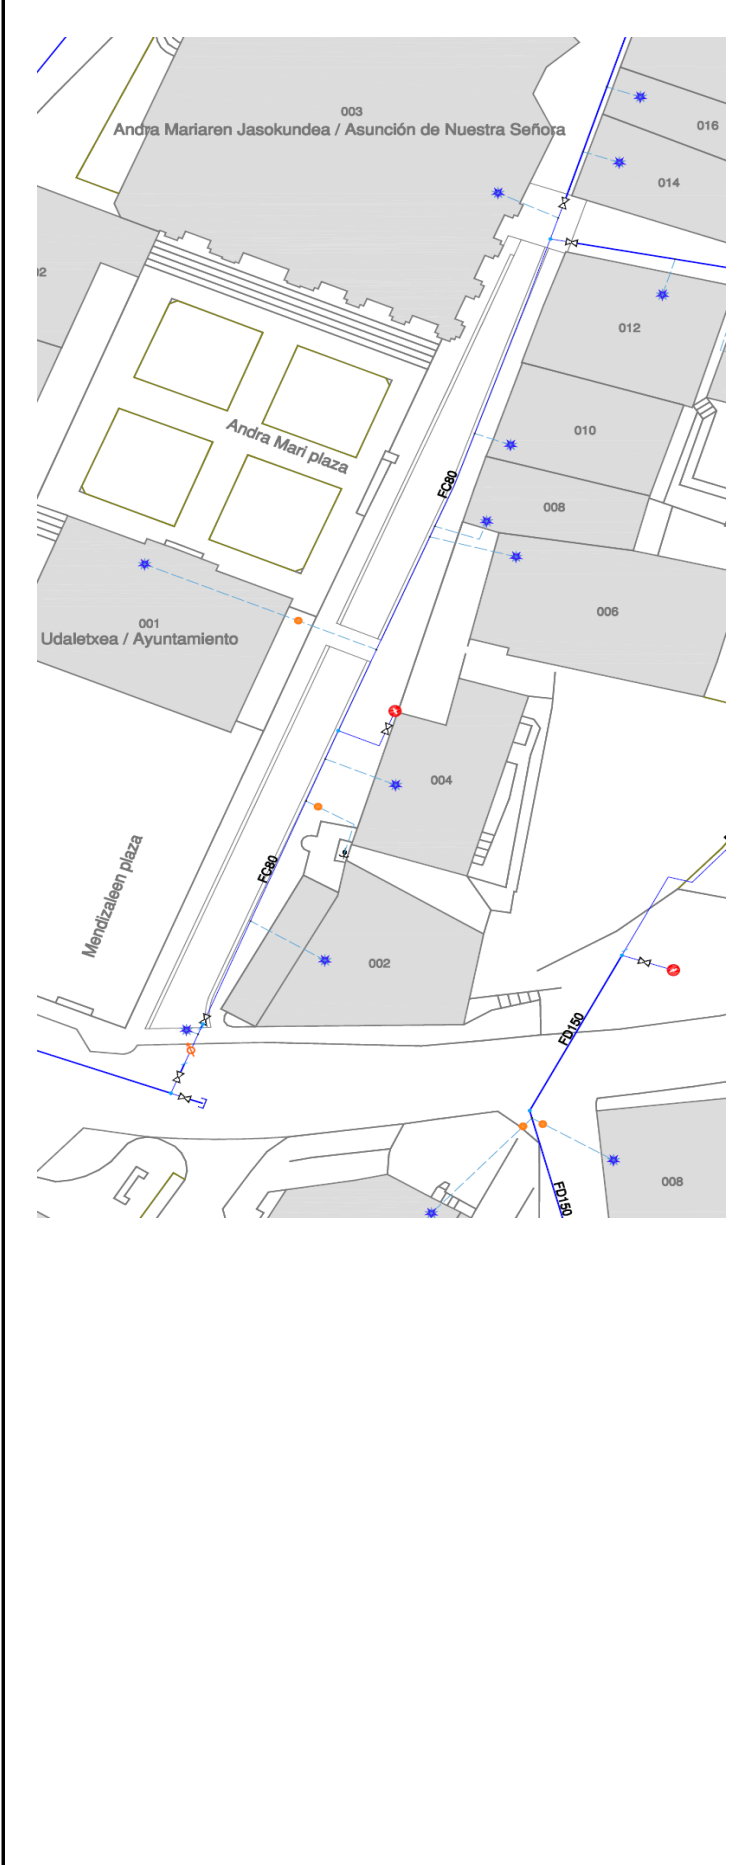 003
Andra Mariaren Jasokundea / Asunción de Nuestra Señora
016
014
012
010
Andra Mari plaza
FC80
008
006
001
Udaletxea / Ayuntamiento
004
Mendizaleen plaza
FC80
002
FD150
008
FD150